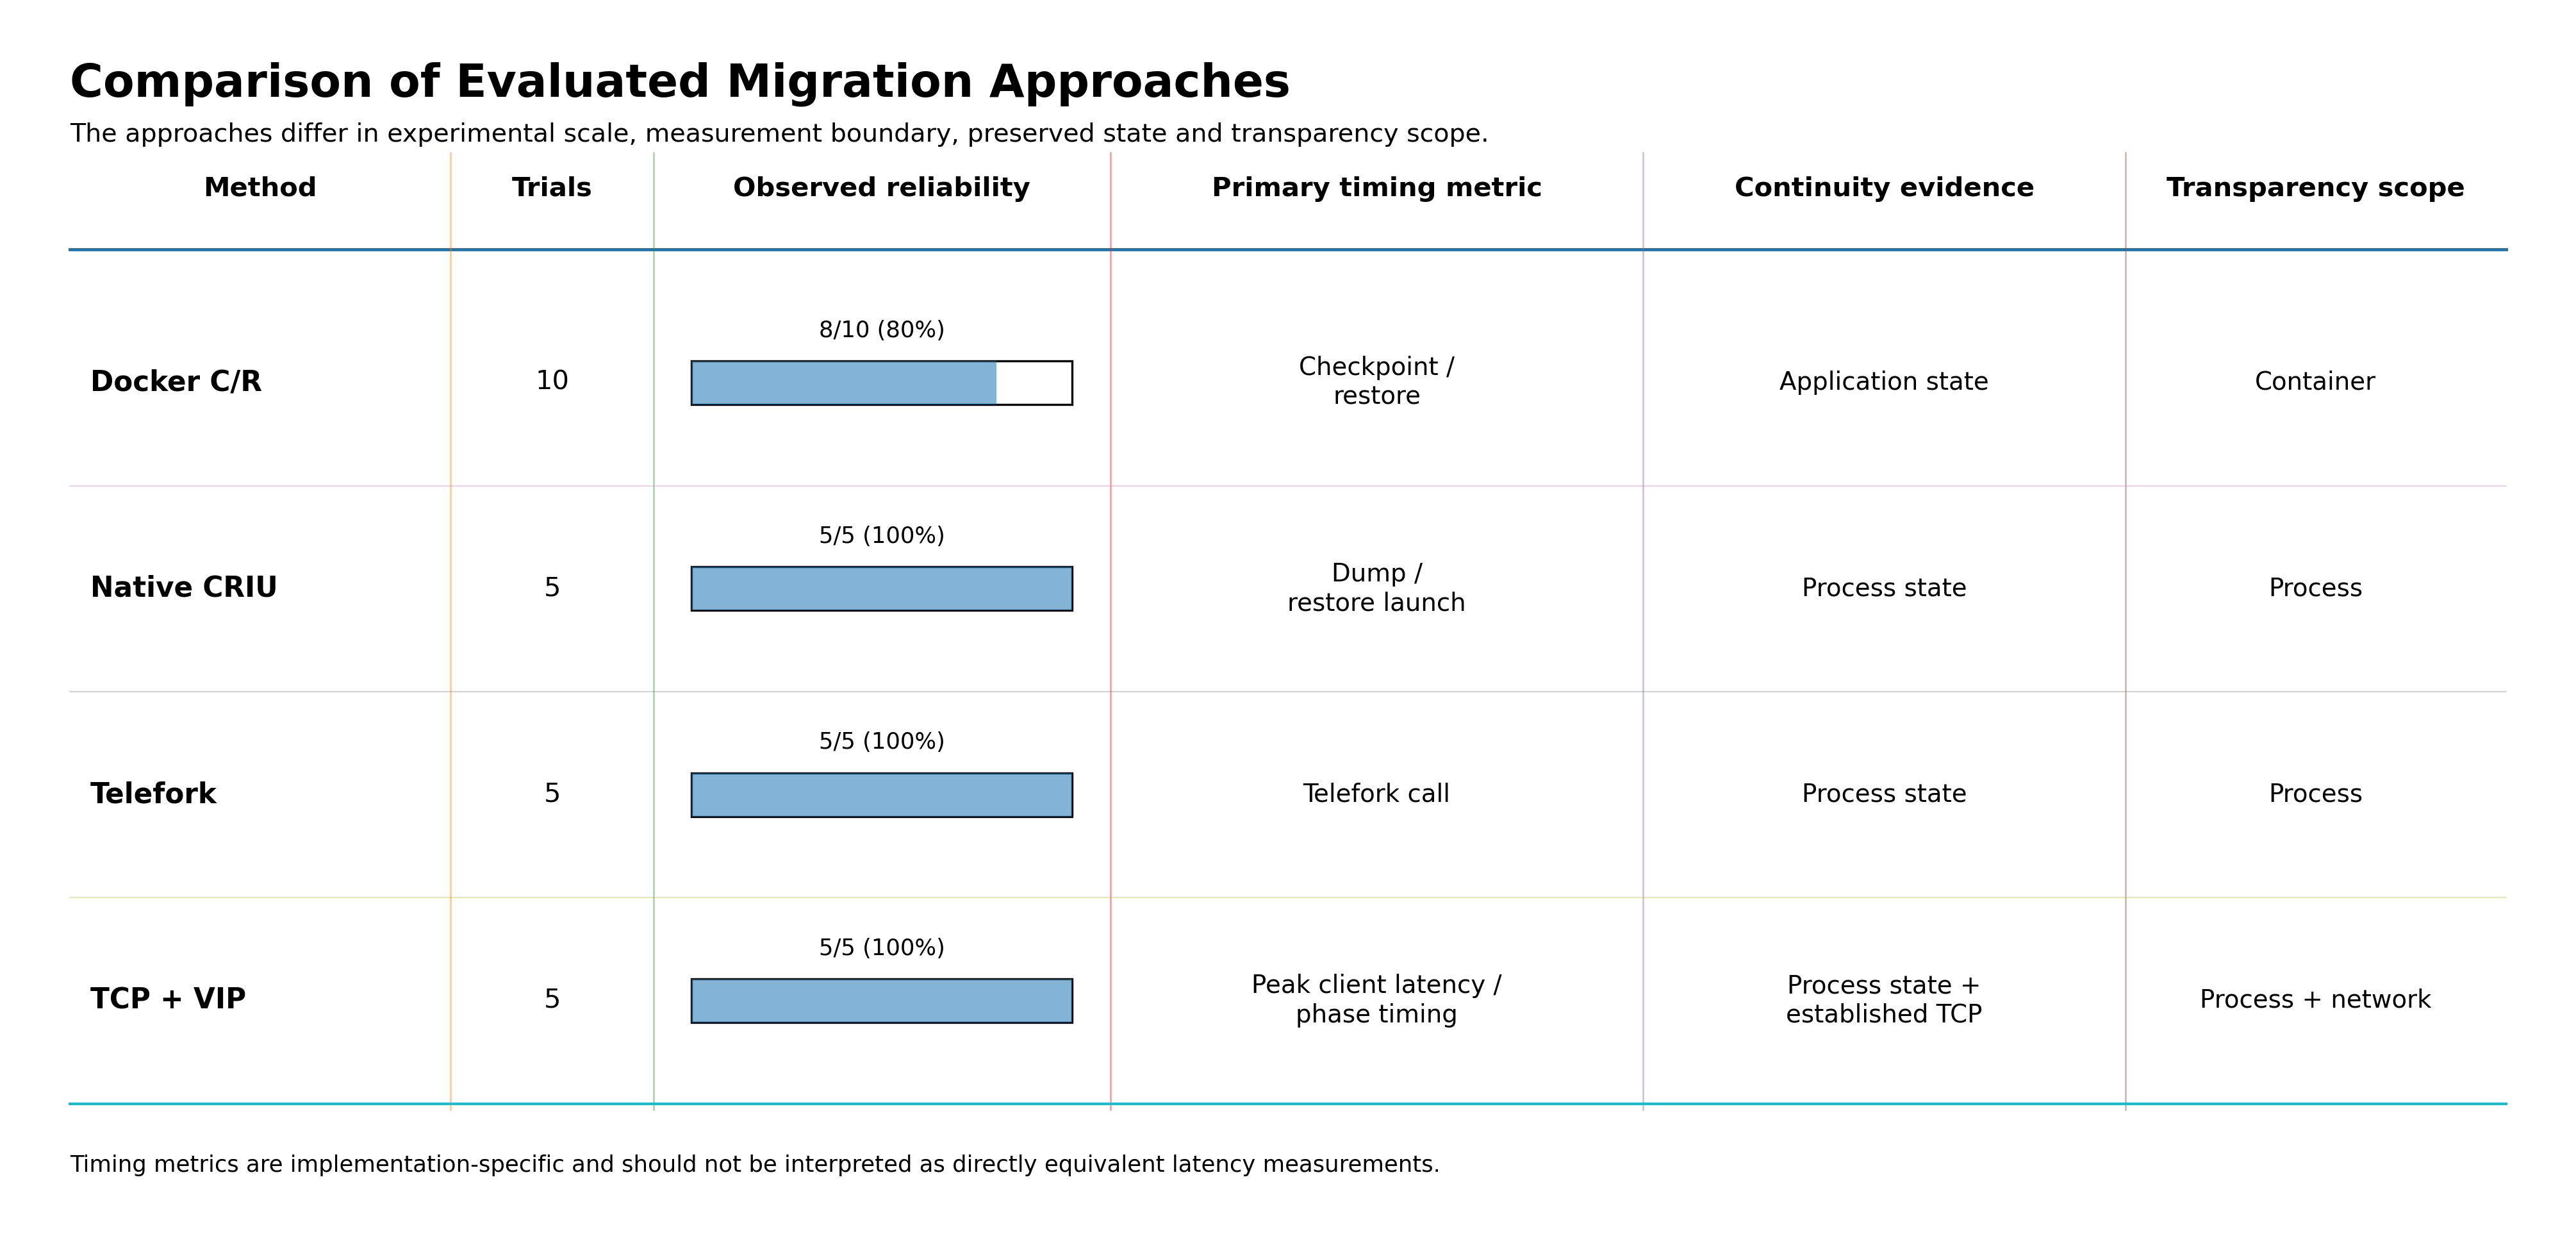 Comparison of Evaluated Migration Approaches
The approaches differ in experimental scale, measurement boundary, preserved state and transparency scope.
Method Trials Observed reliability Primary timing metric Continuity evidence Transparency scope
8/10 (80%)
Docker C/R 10 Checkpoint / restore Application state Container
5/5 (100%)
Native CRIU 5 Dump / restore launch Process state Process
5/5 (100%)
Telefork 5 Telefork call Process state Process
5/5 (100%)
TCP + VIP 5 Peak client latency / phase timing Process state + established TCP Process + network
Timing metrics are implementation-specific and should not be interpreted as directly equivalent latency measurements.